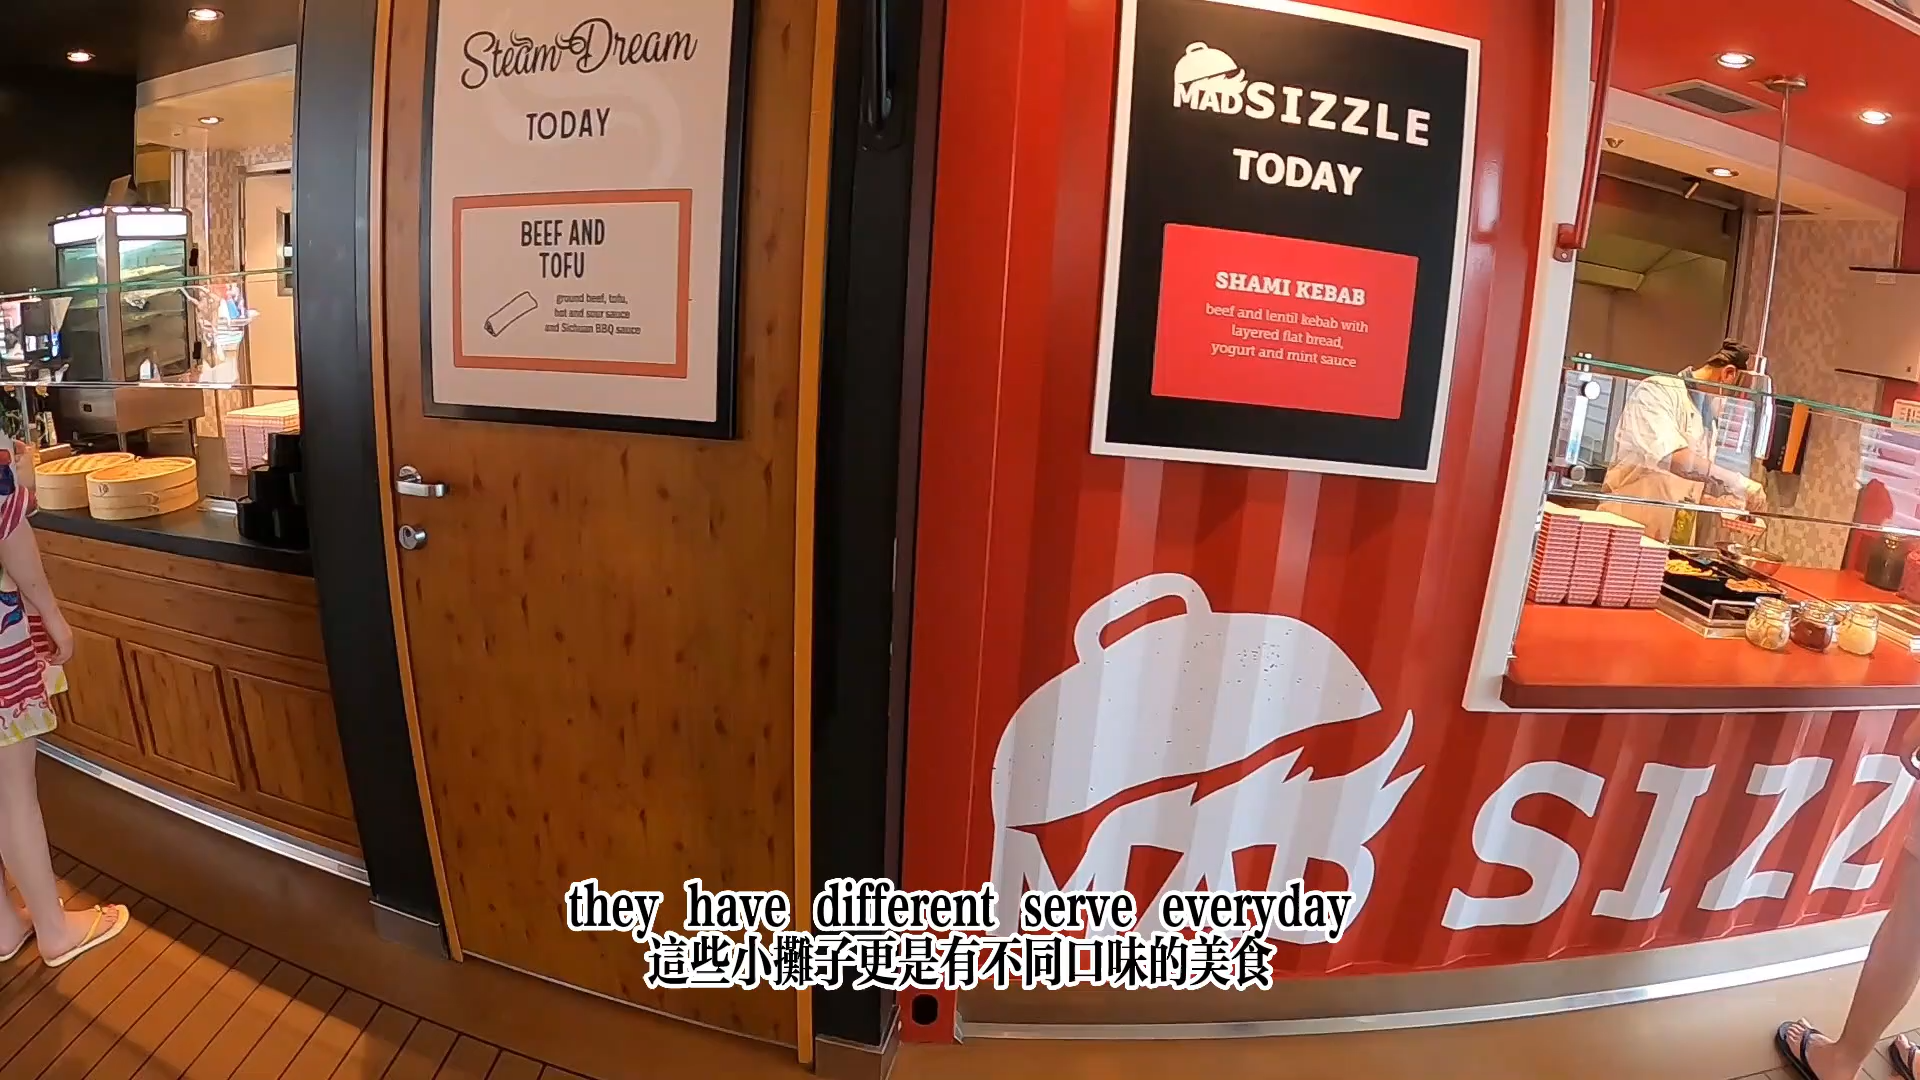 Steam Dream
TODAY
BEEF AND
TOFU
ground beef, tofu,
hot and sour sauce
and Sichuan BBQ sauce
MAD SIZZLE
TODAY
SHAMI KEBAB
beef and lentil kebab with
layered flat bread,
yogurt and mint sauce
MAD SIZZ
they have different serve everyday
這些小攤子更是有不同口味的美食